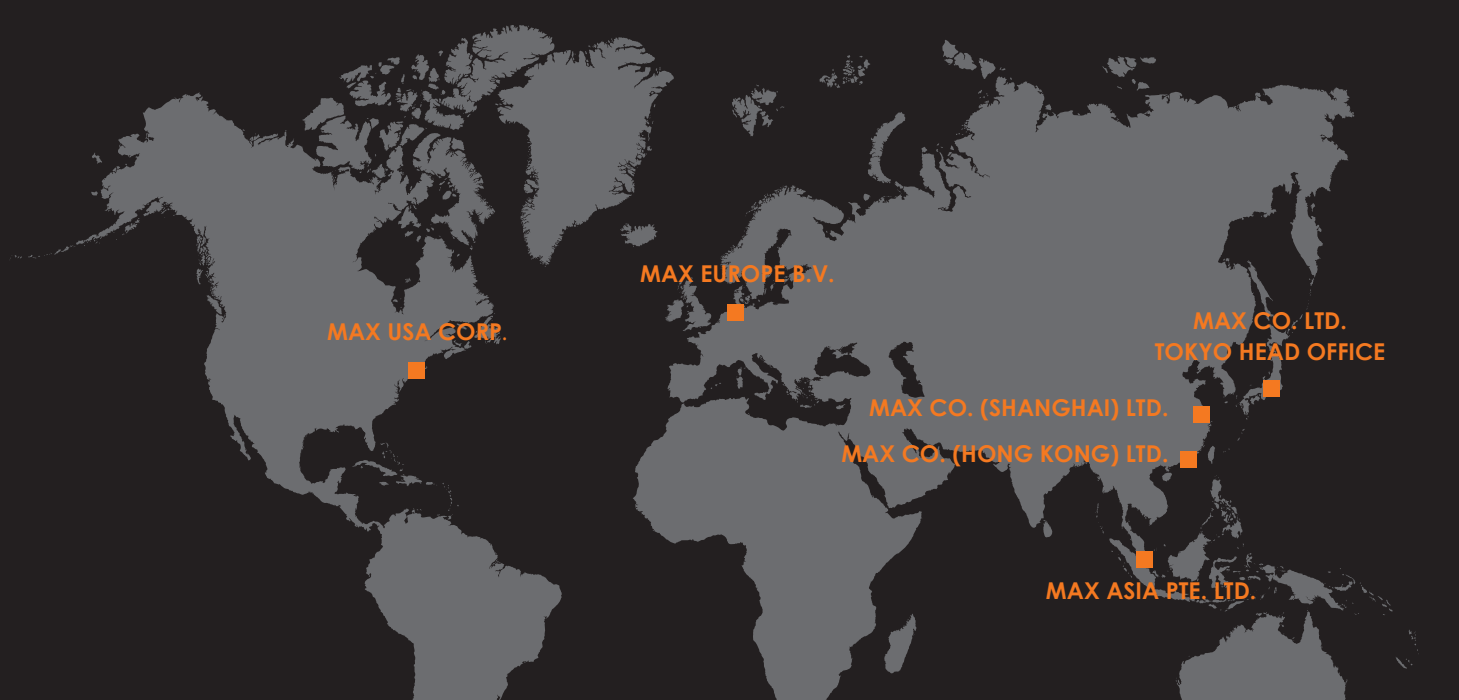 MAX EUROPE B.V.
MAX USA CORP.
MAX CO. LTD.
TOKYO HEAD OFFICE
MAX CO. (SHANGHAI) LTD.
MAX CO. (HONG KONG) LTD.
MAX ASIA PTE. LTD.